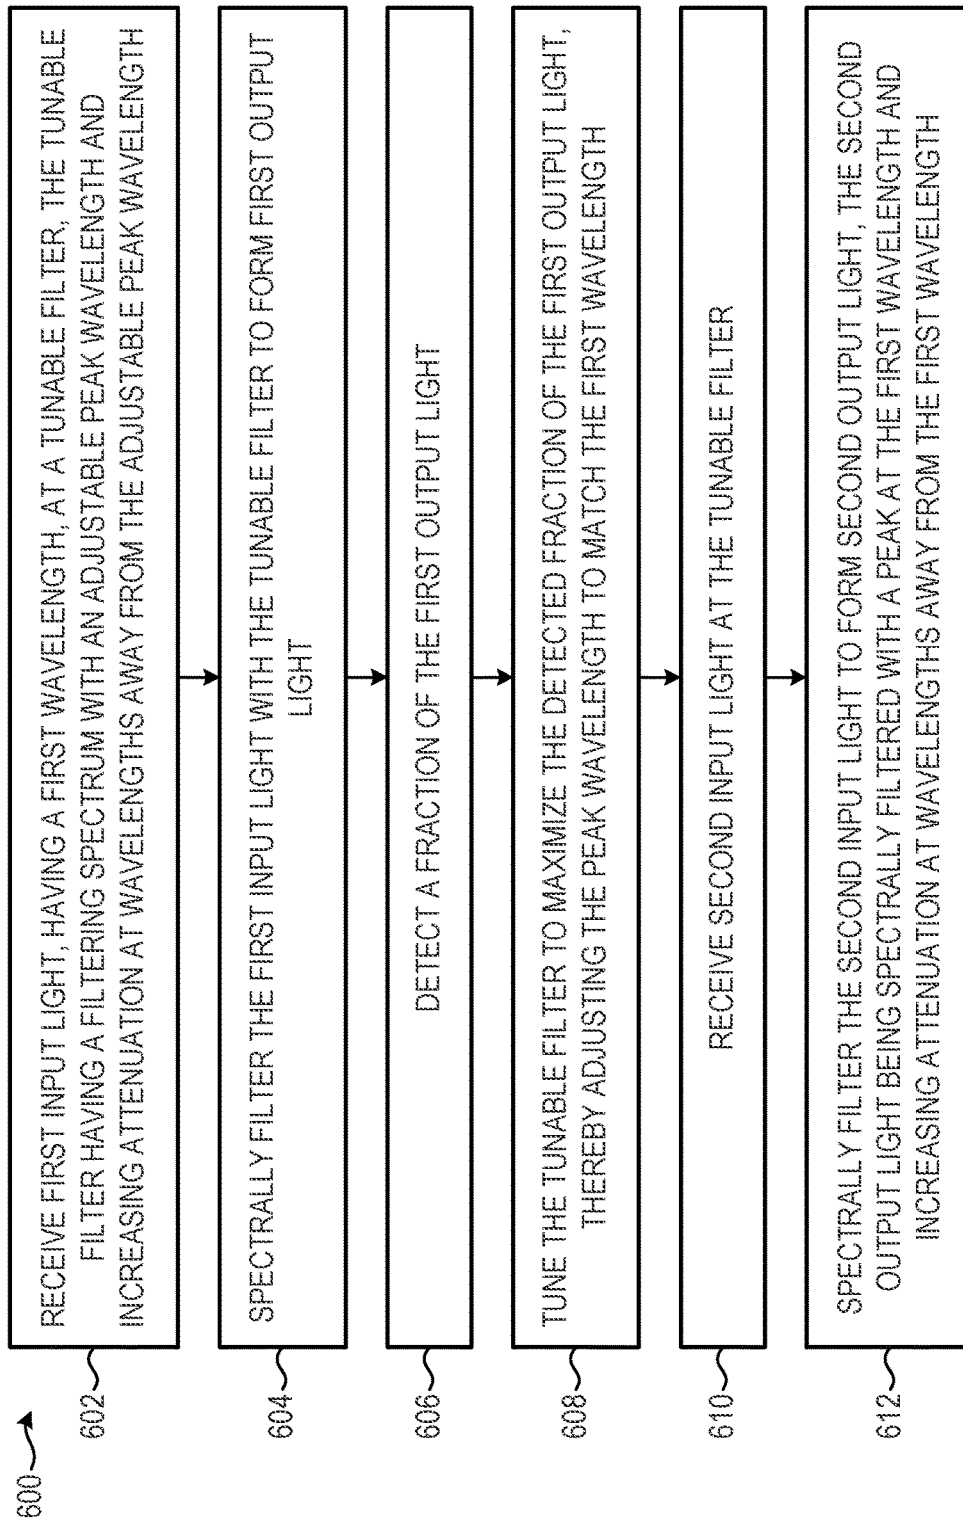 600
602
RECEIVE FIRST INPUT LIGHT, HAVING A FIRST WAVELENGTH, AT A TUNABLE FILTER, THE TUNABLE
FILTER HAVING A FILTERING SPECTRUM WITH AN ADJUSTABLE PEAK WAVELENGTH AND
INCREASING ATTENUATION AT WAVELENGTHS AWAY FROM THE ADJUSTABLE PEAK WAVELENGTH
604
SPECTRALLY FILTER THE FIRST INPUT LIGHT WITH THE TUNABLE FILTER TO FORM FIRST OUTPUT
LIGHT
606
DETECT A FRACTION OF THE FIRST OUTPUT LIGHT
608
TUNE THE TUNABLE FILTER TO MAXIMIZE THE DETECTED FRACTION OF THE FIRST OUTPUT LIGHT,
THEREBY ADJUSTING THE PEAK WAVELENGTH TO MATCH THE FIRST WAVELENGTH
610
RECEIVE SECOND INPUT LIGHT AT THE TUNABLE FILTER
612
SPECTRALLY FILTER THE SECOND INPUT LIGHT TO FORM SECOND OUTPUT LIGHT, THE SECOND
OUTPUT LIGHT BEING SPECTRALLY FILTERED WITH A PEAK AT THE FIRST WAVELENGTH AND
INCREASING ATTENUATION AT WAVELENGTHS AWAY FROM THE FIRST WAVELENGTH